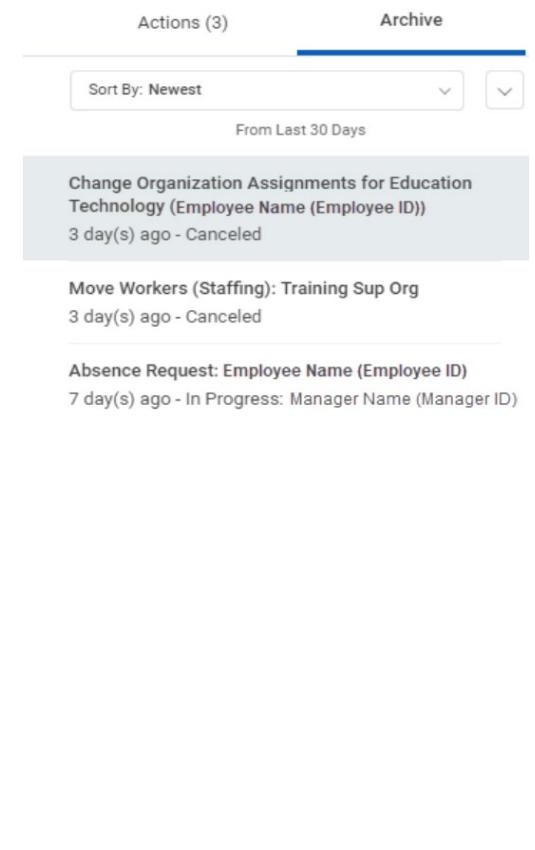 Actions (3)
Archive
Sort By: Newest
From Last 30 Days
Change Organization Assignments for Education
Technology (Employee Name (Employee ID))
3 day(s) ago - Canceled
Move Workers (Staffing): Training Sup Org
3 day(s) ago - Canceled
Absence Request: Employee Name (Employee ID)
7 day(s) ago - In Progress: Manager Name (Manager ID)